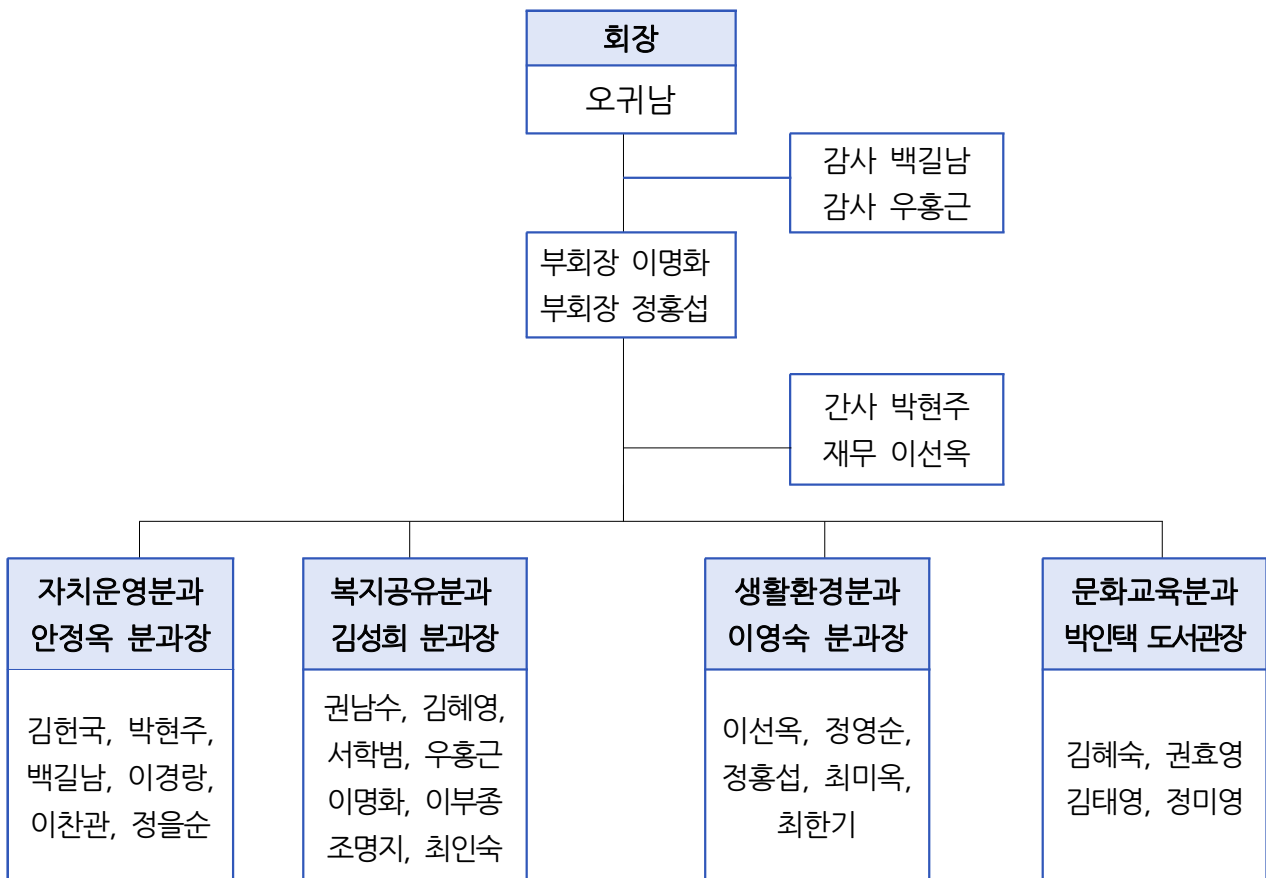 회장
오귀남
감사 백길남
감사 우홍근
부회장 이명화
부회장 정홍섭
간사 박현주
재무 이선옥
자치운영분과
안정옥 분과장
김헌국, 박현주,
백길남, 이경랑,
이찬관, 정을순
복지공유분과
김성희 분과장
권남수, 김혜영,
서학범, 우홍근
이명화, 이부종
조명지, 최인숙
생활환경분과
이영숙 분과장
이선옥, 정영순,
정홍섭, 최미옥,
최한기
문화교육분과
박인택 도서관장
김혜숙, 권효영
김태영, 정미영